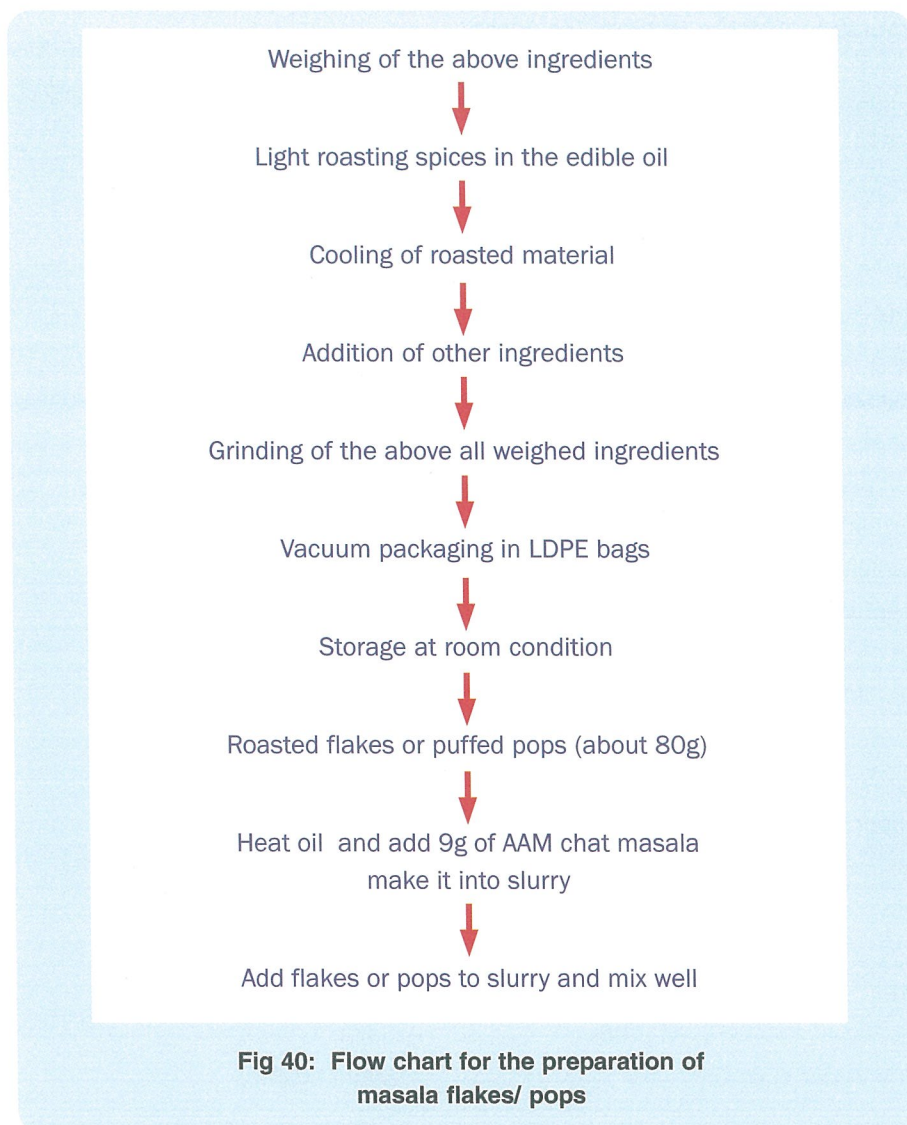 Weighing of the above ingredients
Light roasting spices in the edible oil
Cooling of roasted material
Addition of other ingredients
Grinding of the above all weighed ingredients
Vacuum packaging in LDPE bags
Storage at room condition
Roasted flakes or puffed pops (about 80g)
Heat oil and add 9g of AAM chat masala
make it into slurry
Add flakes or pops to slurry and mix well
Fig 40: Flow chart for the preparation of
masala flakes/ pops